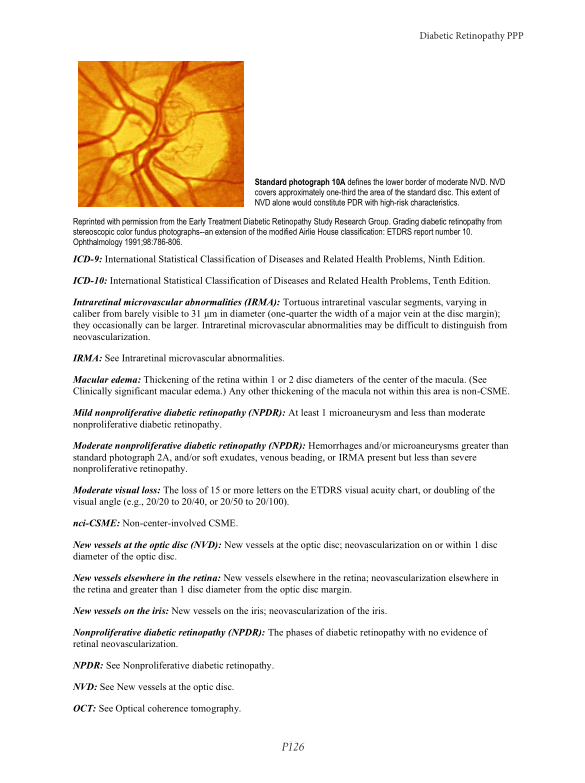 Diabetic Retinopathy PPP
Standard photograph 10A defines the lower border of moderate NVD. NVD
covers approximately one-third the area of the standard disc. This extent of
NVD alone would constitute PDR with high-risk characteristics.
Reprinted with permission from the Early Treatment Diabetic Retinopathy Study Research Group. Grading diabetic retinopathy from
stereoscopic color fundus photographs--an extension of the modified Airlie House classification: ETDRS report number 10.
Ophthalmology 1991;98:786-806.
ICD-9: International Statistical Classification of Diseases and Related Health Problems, Ninth Edition.
ICD-10: International Statistical Classification of Diseases and Related Health Problems, Tenth Edition.
Intraretinal microvascular abnormalities (IRMA): Tortuous intraretinal vascular segments, varying in
caliber from barely visible to 31 µm in diameter (one-quarter the width of a major vein at the disc margin);
they occasionally can be larger. Intraretinal microvascular abnormalities may be difficult to distinguish from
neovascularization.
IRMA: See Intraretinal microvascular abnormalities.
Macular edema: Thickening of the retina within 1 or 2 disc diameters of the center of the macula. (See
Clinically significant macular edema.) Any other thickening of the macula not within this area is non-CSME.
Mild nonproliferative diabetic retinopathy (NPDR): At least 1 microaneurysm and less than moderate
nonproliferative diabetic retinopathy.
Moderate nonproliferative diabetic retinopathy (NPDR): Hemorrhages and/or microaneurysms greater than
standard photograph 2A, and/or soft exudates, venous beading, or IRMA present but less than severe
nonproliferative retinopathy.
Moderate visual loss: The loss of 15 or more letters on the ETDRS visual acuity chart, or doubling of the
visual angle (e.g., 20/20 to 20/40, or 20/50 to 20/100).
nci-CSME: Non-center-involved CSME.
New vessels at the optic disc (NVD): New vessels at the optic disc; neovascularization on or within 1 disc
diameter of the optic disc.
New vessels elsewhere in the retina: New vessels elsewhere in the retina; neovascularization elsewhere in
the retina and greater than 1 disc diameter from the optic disc margin.
New vessels on the iris: New vessels on the iris; neovascularization of the iris.
Nonproliferative diabetic retinopathy (NPDR): The phases of diabetic retinopathy with no evidence of
retinal neovascularization.
NPDR: See Nonproliferative diabetic retinopathy.
NVD: See New vessels at the optic disc.
OCT: See Optical coherence tomography.
P126